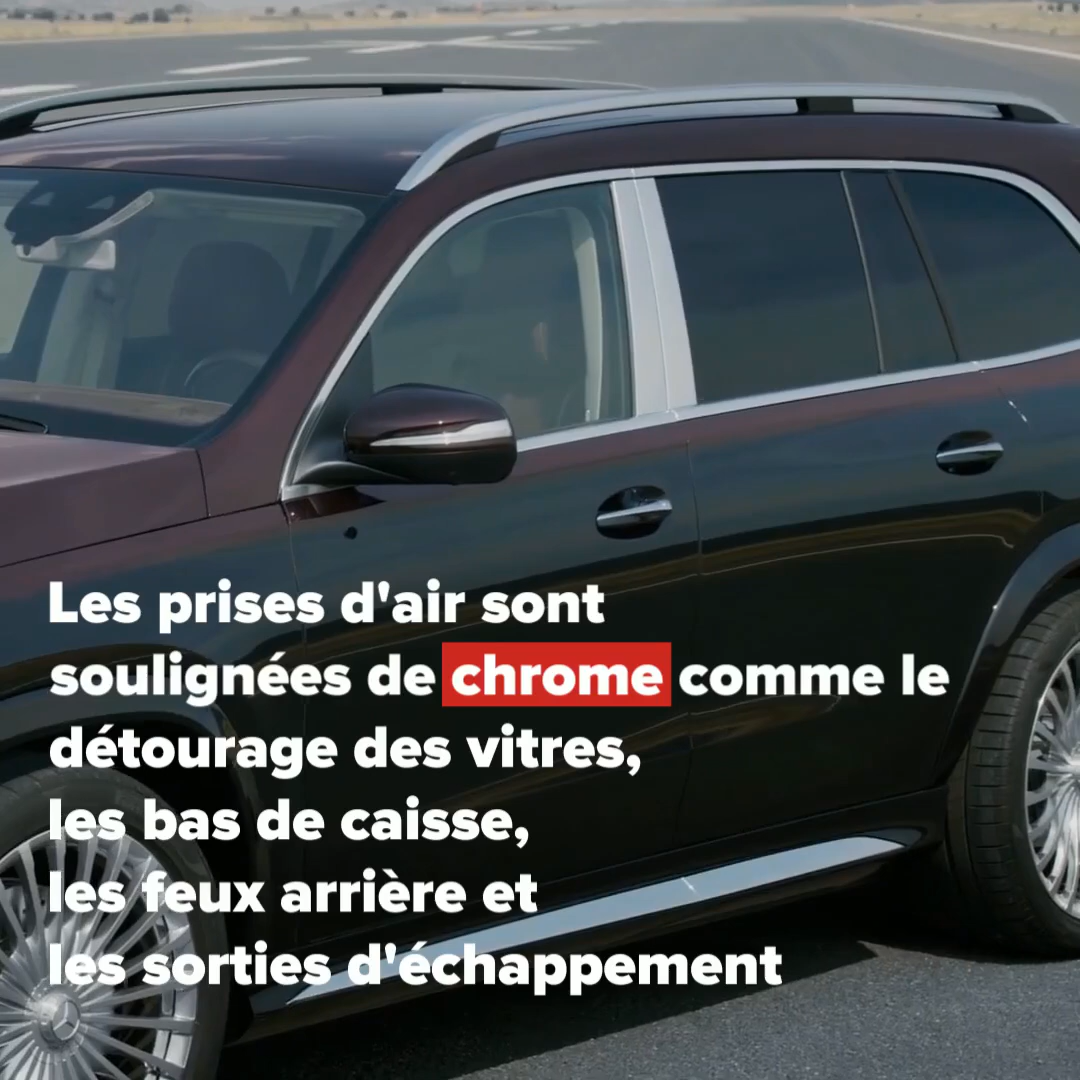 Les prises d'air sont
soulignées de chrome comme le
détourage des vitres,
les bas de caisse,
les feux arrière et
les sorties d'échappement